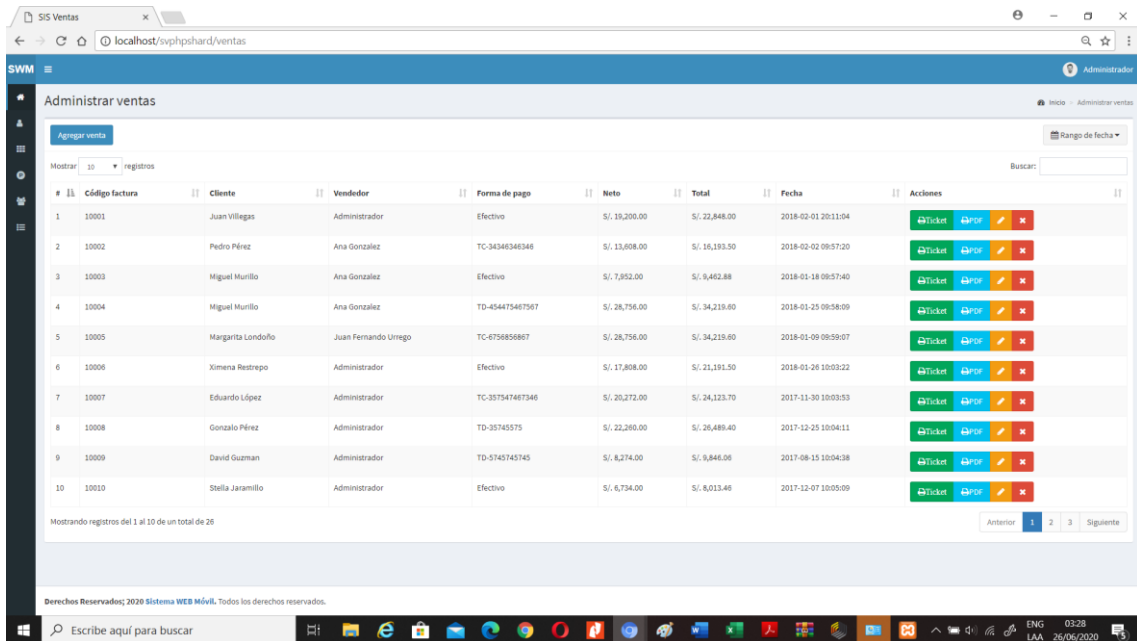 SIS Ventas
localhost/svphpshard/ventas
SWM Administrador
Administrar ventas Inicio > Administrar ventas
Agregar venta Rango de fecha
Mostrar 10 registros Buscar:
# Código factura Cliente Vendedor Forma de pago Neto Total Fecha Acciones
1 10001 Juan Villegas Administrador Efectivo S/. 19,200.00 S/. 22,848.00 2018-02-01 20:11:04 Ticket PDF
2 10002 Pedro Pérez Ana Gonzalez TC-34346346346 S/. 13,608.00 S/. 16,193.50 2018-02-02 09:57:20 Ticket PDF
3 10003 Miguel Murillo Ana Gonzalez Efectivo S/. 7,952.00 S/. 9,462.88 2018-01-18 09:57:40 Ticket PDF
4 10004 Miguel Murillo Ana Gonzalez TD-454475467567 S/. 28,756.00 S/. 34,219.60 2018-01-25 09:58:09 Ticket PDF
5 10005 Margarita Londoño Juan Fernando Urrego TC-6756856867 S/. 28,756.00 S/. 34,219.60 2018-01-09 09:59:07 Ticket PDF
6 10006 Ximena Restrepo Administrador Efectivo S/. 17,808.00 S/. 21,191.50 2018-01-26 10:03:22 Ticket PDF
7 10007 Eduardo López Administrador TC-357547467346 S/. 20,272.00 S/. 24,123.70 2017-11-30 10:03:53 Ticket PDF
8 10008 Gonzalo Pérez Administrador TD-35745575 S/. 22,260.00 S/. 26,489.40 2017-12-25 10:04:11 Ticket PDF
9 10009 David Guzman Administrador TD-5745745745 S/. 8,274.00 S/. 9,846.06 2017-08-15 10:04:38 Ticket PDF
10 10010 Stella Jaramillo Administrador Efectivo S/. 6,734.00 S/. 8,013.46 2017-12-07 10:05:09 Ticket PDF
Mostrando registros del 1 al 10 de un total de 26 Anterior 1 2 3 Siguiente
Derechos Reservados; 2020 Sistema WEB Móvil. Todos los derechos reservados.
Escribe aquí para buscar ENG 03:28
LAA 26/06/2020